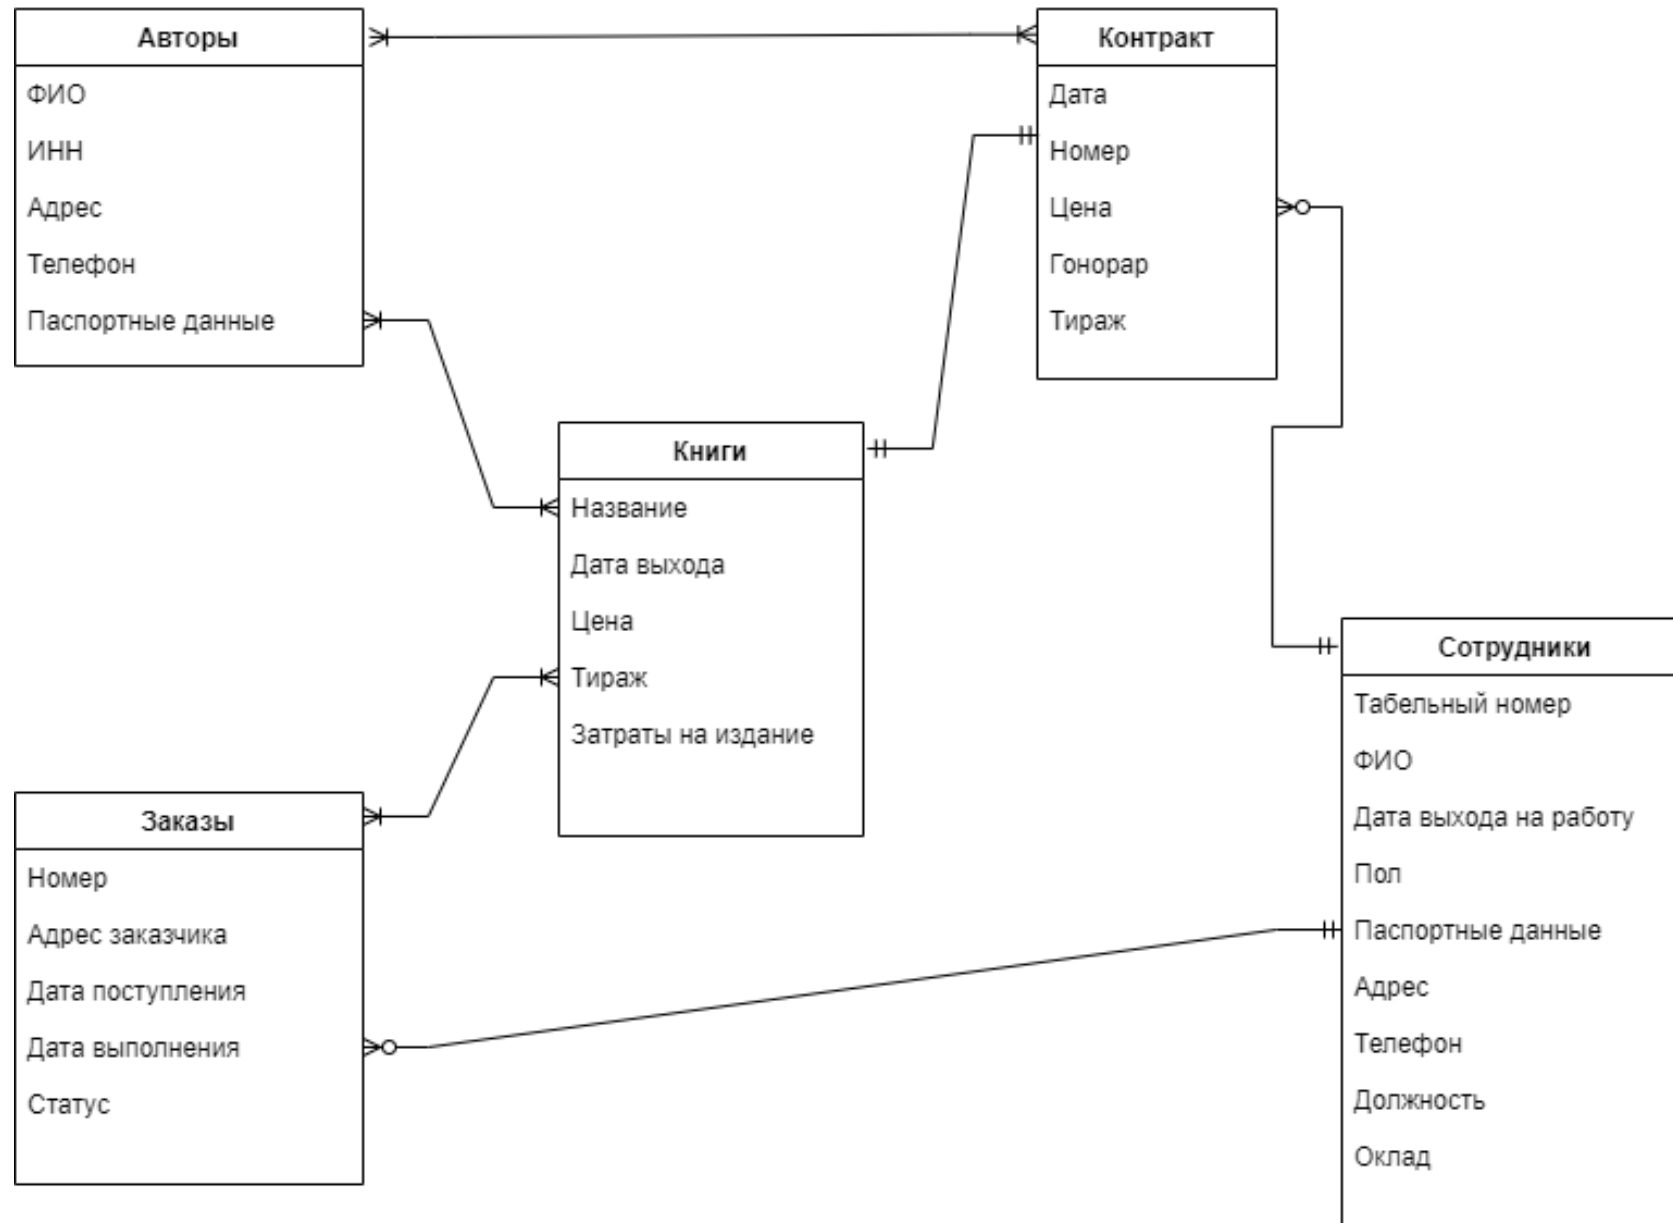 Авторы
ФИО
ИНН
Адрес
Телефон
Паспортные данные
Контракт
Дата
Номер
Цена
Гонорар
Тираж
Книги
Название
Дата выхода
Цена
Тираж
Затраты на издание
Заказы
Номер
Адрес заказчика
Дата поступления
Дата выполнения
Статус
Сотрудники
Табельный номер
ФИО
Дата выхода на работу
Пол
Паспортные данные
Адрес
Телефон
Должность
Оклад